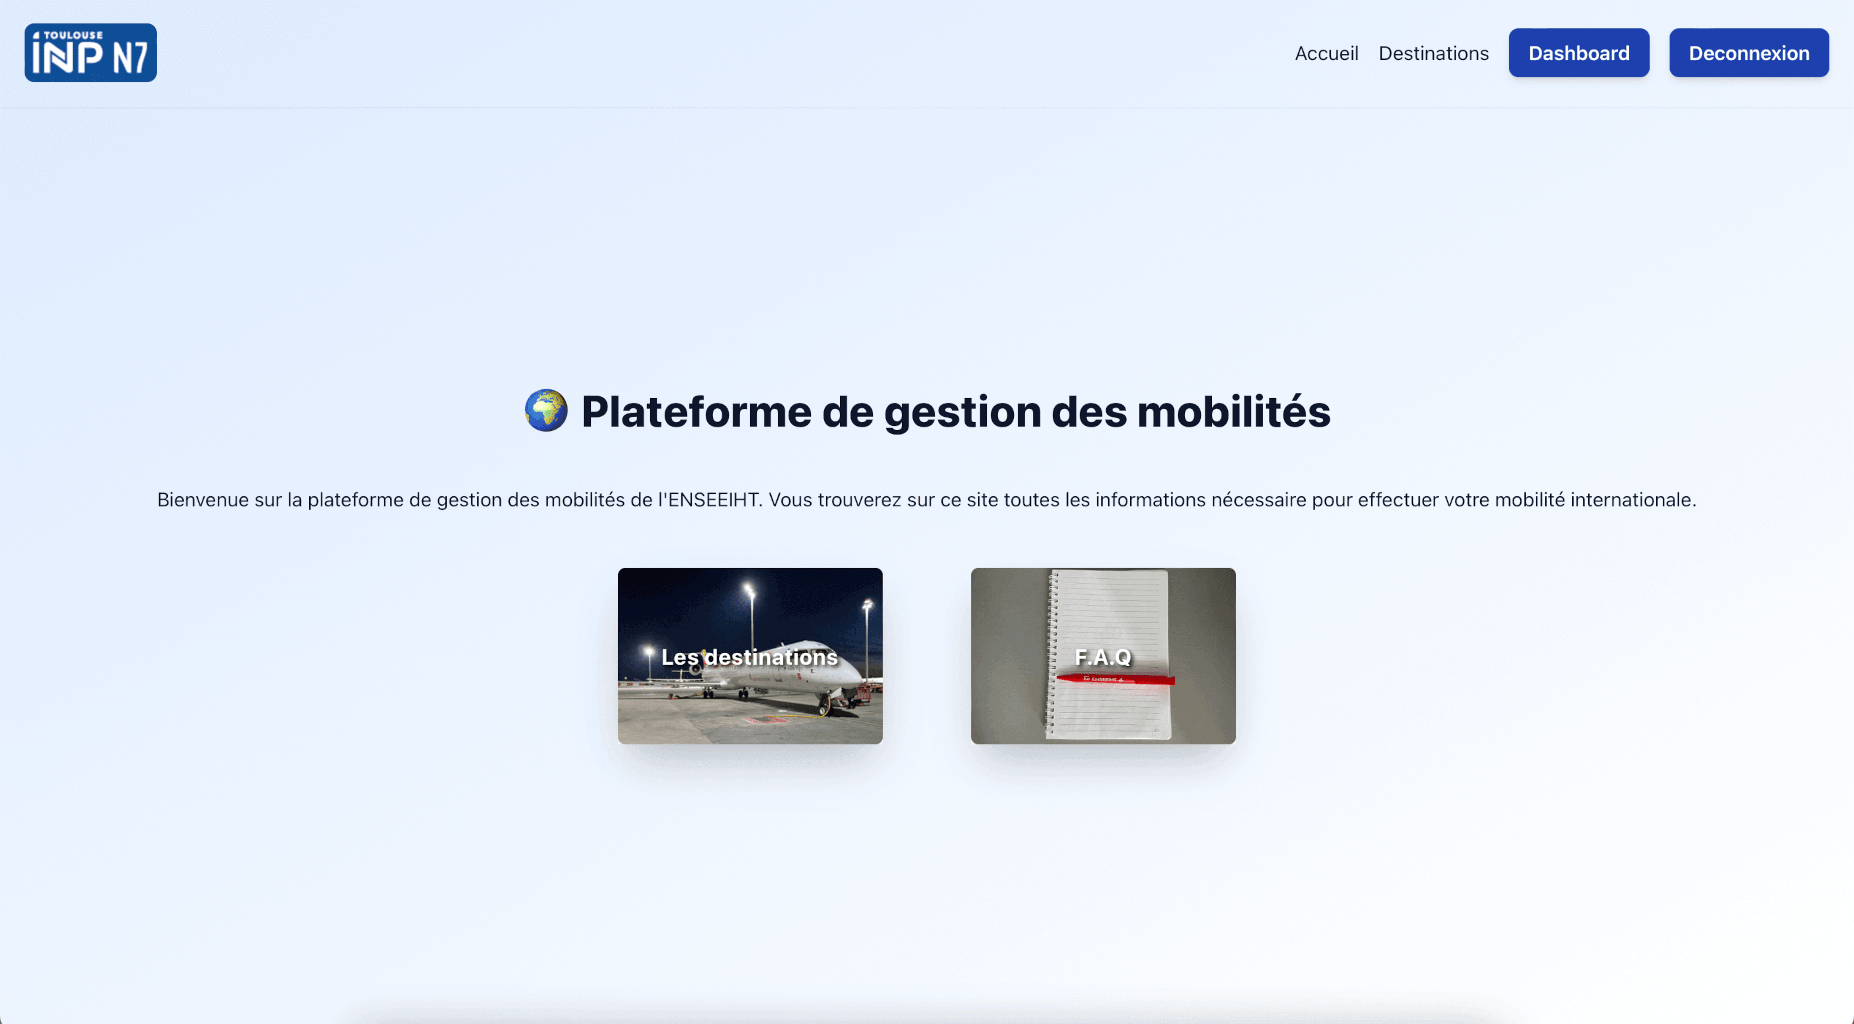 TOULOUSE
INP N7
Accueil
Destinations
Dashboard
Deconnexion
🌍 Plateforme de gestion des mobilités
Bienvenue sur la plateforme de gestion des mobilités de l'ENSEEIHT. Vous trouverez sur ce site toutes les informations nécessaire pour effectuer votre mobilité internationale.
Les destinations
F.A.Q